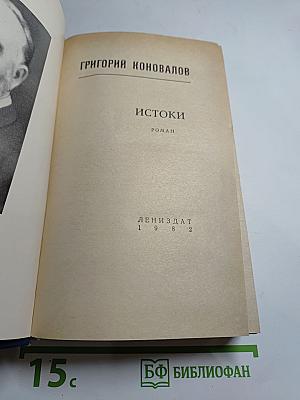 ГРИГОРИЙ КОНОВАЛОВ
ИСТОКИ
РОМАН
ЛЕНИЗДАТ
1982
15с
БФ БИБЛИОФАН